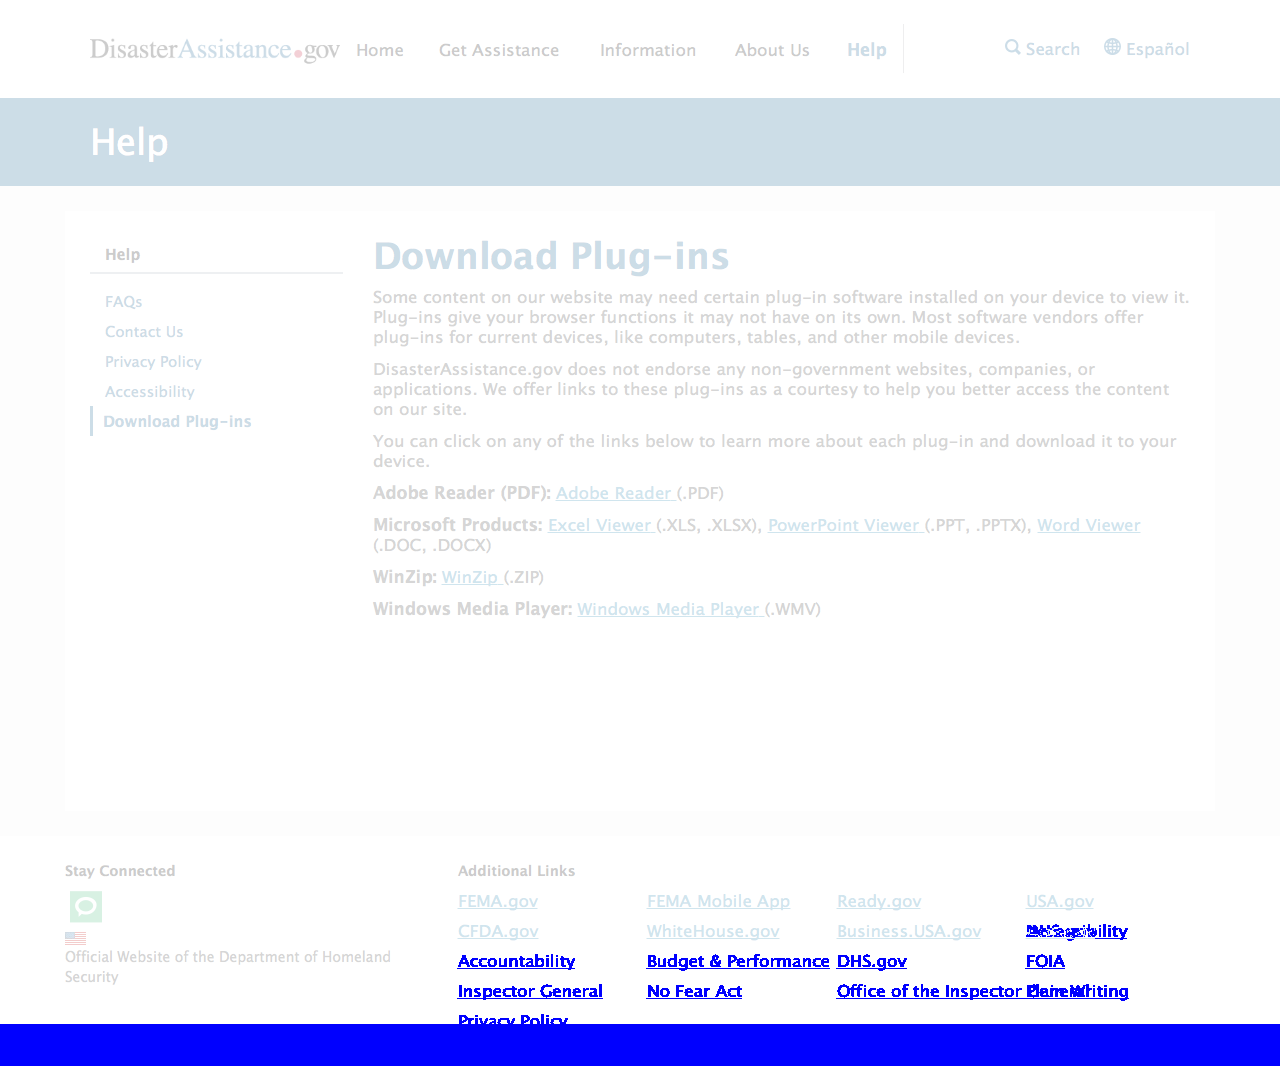 DisasterAssistance.gov Home Get Assistance Information About Us Help Search Español
Help
Help
FAQs
Contact Us
Privacy Policy
Accessibility
Download Plug-ins
Download Plug-ins
Some content on our website may need certain plug-in software installed on your device to view it.
Plug-ins give your browser functions it may not have on its own. Most software vendors offer
plug-ins for current devices, like computers, tables, and other mobile devices.
DisasterAssistance.gov does not endorse any non-government websites, companies, or
applications. We offer links to these plug-ins as a courtesy to help you better access the content
on our site.
You can click on any of the links below to learn more about each plug-in and download it to your
device.
Adobe Reader (PDF): Adobe Reader (.PDF)
Microsoft Products: Excel Viewer (.XLS, .XLSX), PowerPoint Viewer (.PPT, .PPTX), Word Viewer
(.DOC, .DOCX)
WinZip: WinZip (.ZIP)
Windows Media Player: Windows Media Player (.WMV)
Stay Connected
Official Website of the Department of Homeland
Security
Additional Links
FEMA.gov FEMA Mobile App Ready.gov USA.gov
CFDA.gov WhiteHouse.gov Business.USA.gov
Accountability Budget & Performance DHS.gov FOIA
Inspector General No Fear Act Office of the Inspector General Plain Writing
Privacy Policy